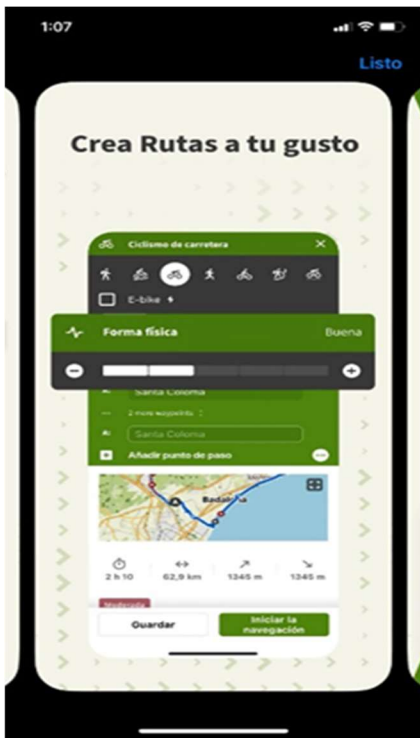 1:07
Listo
Crea Rutas a tu gusto
Ciclismo de carretera
E-bike
Forma física Buena
Santa Coloma
2 more waypoints
Santa Coloma
Añadir punto de paso
Badalona
2 h 10 62,9 km 1345 m 1345 m
Moderada
Guardar
Iniciar la
navegación